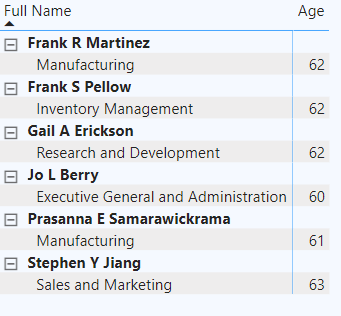 Full Name Age
Frank R Martinez
Manufacturing 62
Frank S Pellow
Inventory Management 62
Gail A Erickson
Research and Development 62
Jo L Berry
Executive General and Administration 60
Prasanna E Samarawickrama
Manufacturing 61
Stephen Y Jiang
Sales and Marketing 63